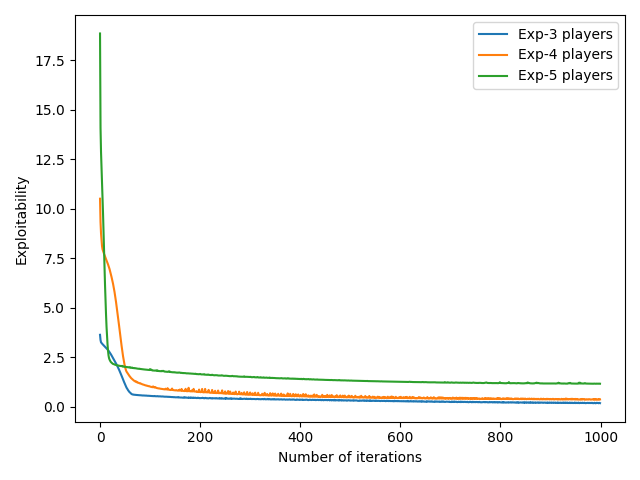 Exp-3 players
Exp-4 players
Exp-5 players
17.5
15.0
12.5
10.0
7.5
5.0
2.5
0.0
Exploitability
0 200 400 600 800 1000
Number of iterations